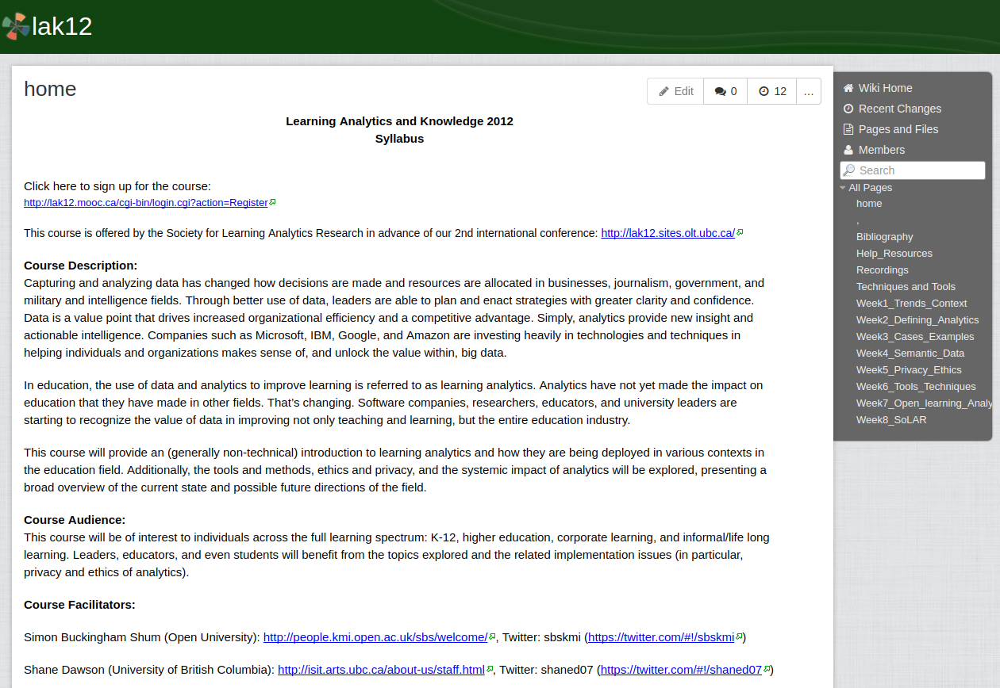 lak12
home
Edit
0
12
...
Learning Analytics and Knowledge 2012
Syllabus
Click here to sign up for the course:
http://lak12.mooc.ca/cgi-bin/login.cgi?action=Register
This course is offered by the Society for Learning Analytics Research in advance of our 2nd international conference: http://lak12.sites.olt.ubc.ca/
Course Description:
Capturing and analyzing data has changed how decisions are made and resources are allocated in businesses, journalism, government, and
military and intelligence fields. Through better use of data, leaders are able to plan and enact strategies with greater clarity and confidence.
Data is a value point that drives increased organizational efficiency and a competitive advantage. Simply, analytics provide new insight and
actionable intelligence. Companies such as Microsoft, IBM, Google, and Amazon are investing heavily in technologies and techniques in
helping individuals and organizations makes sense of, and unlock the value within, big data.
In education, the use of data and analytics to improve learning is referred to as learning analytics. Analytics have not yet made the impact on
education that they have made in other fields. That’s changing. Software companies, researchers, educators, and university leaders are
starting to recognize the value of data in improving not only teaching and learning, but the entire education industry.
This course will provide an (generally non-technical) introduction to learning analytics and how they are being deployed in various contexts in
the education field. Additionally, the tools and methods, ethics and privacy, and the systemic impact of analytics will be explored, presenting a
broad overview of the current state and possible future directions of the field.
Course Audience:
This course will be of interest to individuals across the full learning spectrum: K-12, higher education, corporate learning, and informal/life long
learning. Leaders, educators, and even students will benefit from the topics explored and the related implementation issues (in particular,
privacy and ethics of analytics).
Course Facilitators:
Simon Buckingham Shum (Open University): http://people.kmi.open.ac.uk/sbs/welcome/, Twitter: sbskmi (https://twitter.com/#!/sbskmi)
Shane Dawson (University of British Columbia): http://isit.arts.ubc.ca/about-us/staff.html, Twitter: shaned07 (https://twitter.com/#!/shaned07)
Wiki Home
Recent Changes
Pages and Files
Members
Search
All Pages
home
,
Bibliography
Help_Resources
Recordings
Techniques and Tools
Week1_Trends_Context
Week2_Defining_Analytics
Week3_Cases_Examples
Week4_Semantic_Data
Week5_Privacy_Ethics
Week6_Tools_Techniques
Week7_Open_learning_Analy
Week8_SoLAR